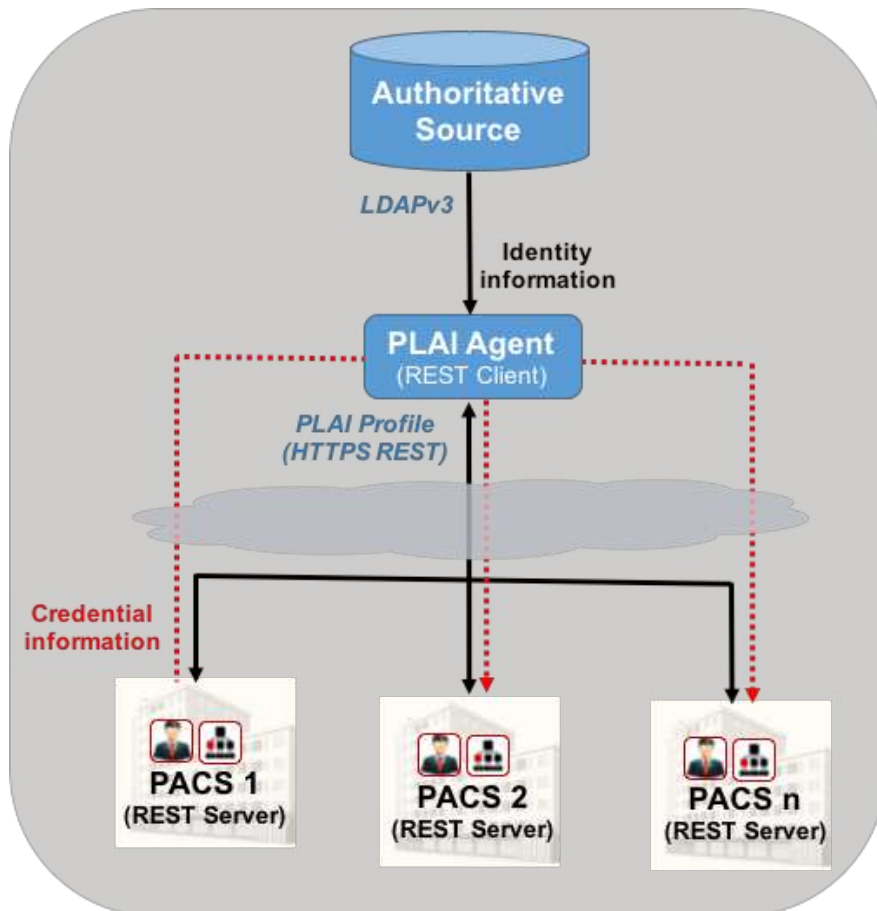 Authoritative
Source
LDAPv3
Identity
information
PLAI Agent
(REST Client)
PLAI Profile
(HTTPS REST)
Credential
information
PACS 1
(REST Server)
PACS 2
(REST Server)
PACS n
(REST Server)